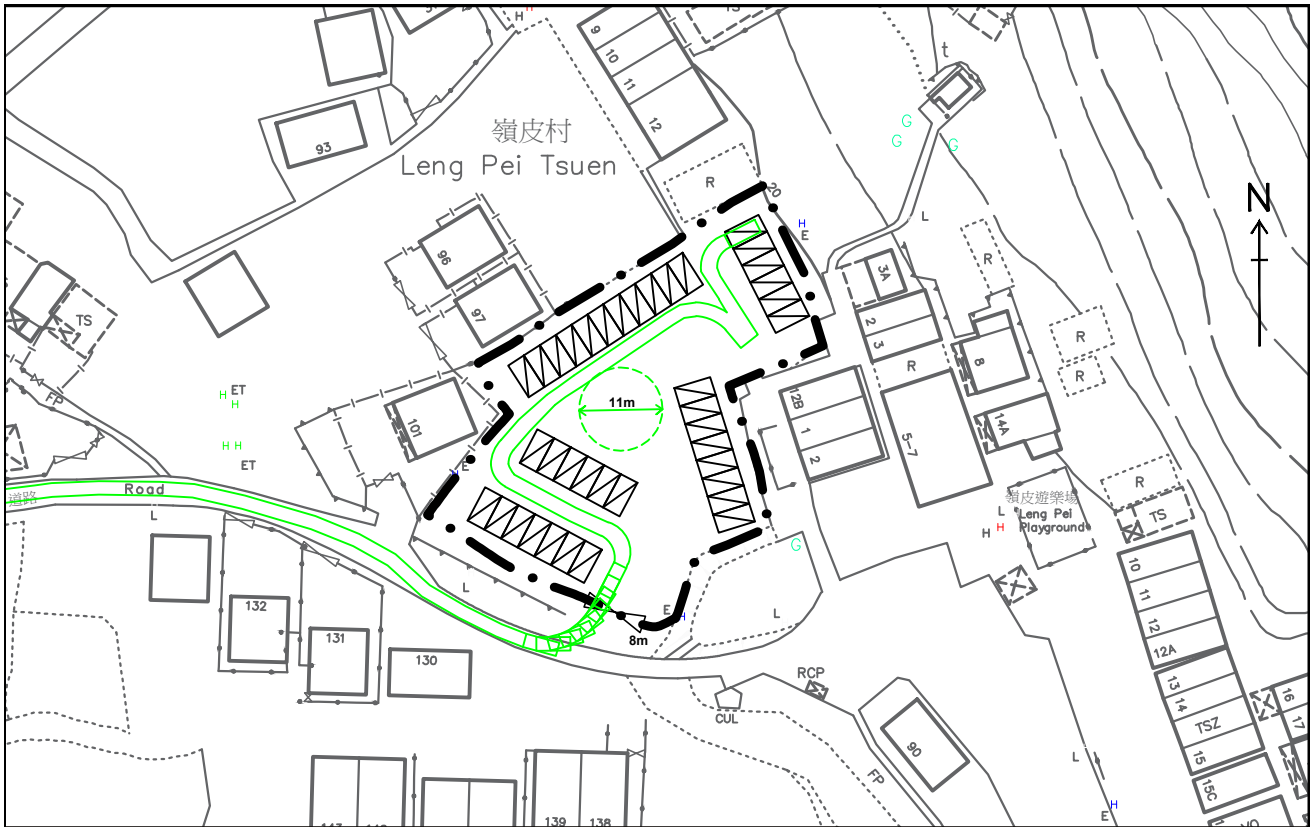 H
H
9
10
11
12
t
G
G
G
93
嶺皮村
Leng Pei Tsuen
R
20
N
H
E
L
96
97
3A
R
TS
2
3
R
R
8
R
FP
H
ET
H
H H
ET
101
11m
12B
1
2
5-7
14A
E
道路
Road
L
嶺皮遊樂場
L
Leng Pei
H
H
Playground
R
TS
G
L
E
H
8m
L
10
11
12
12A
132
131
130
RCP
CUL
13
14
TSZ
15
16
17
90
FP
L
15C
H
E
139
138